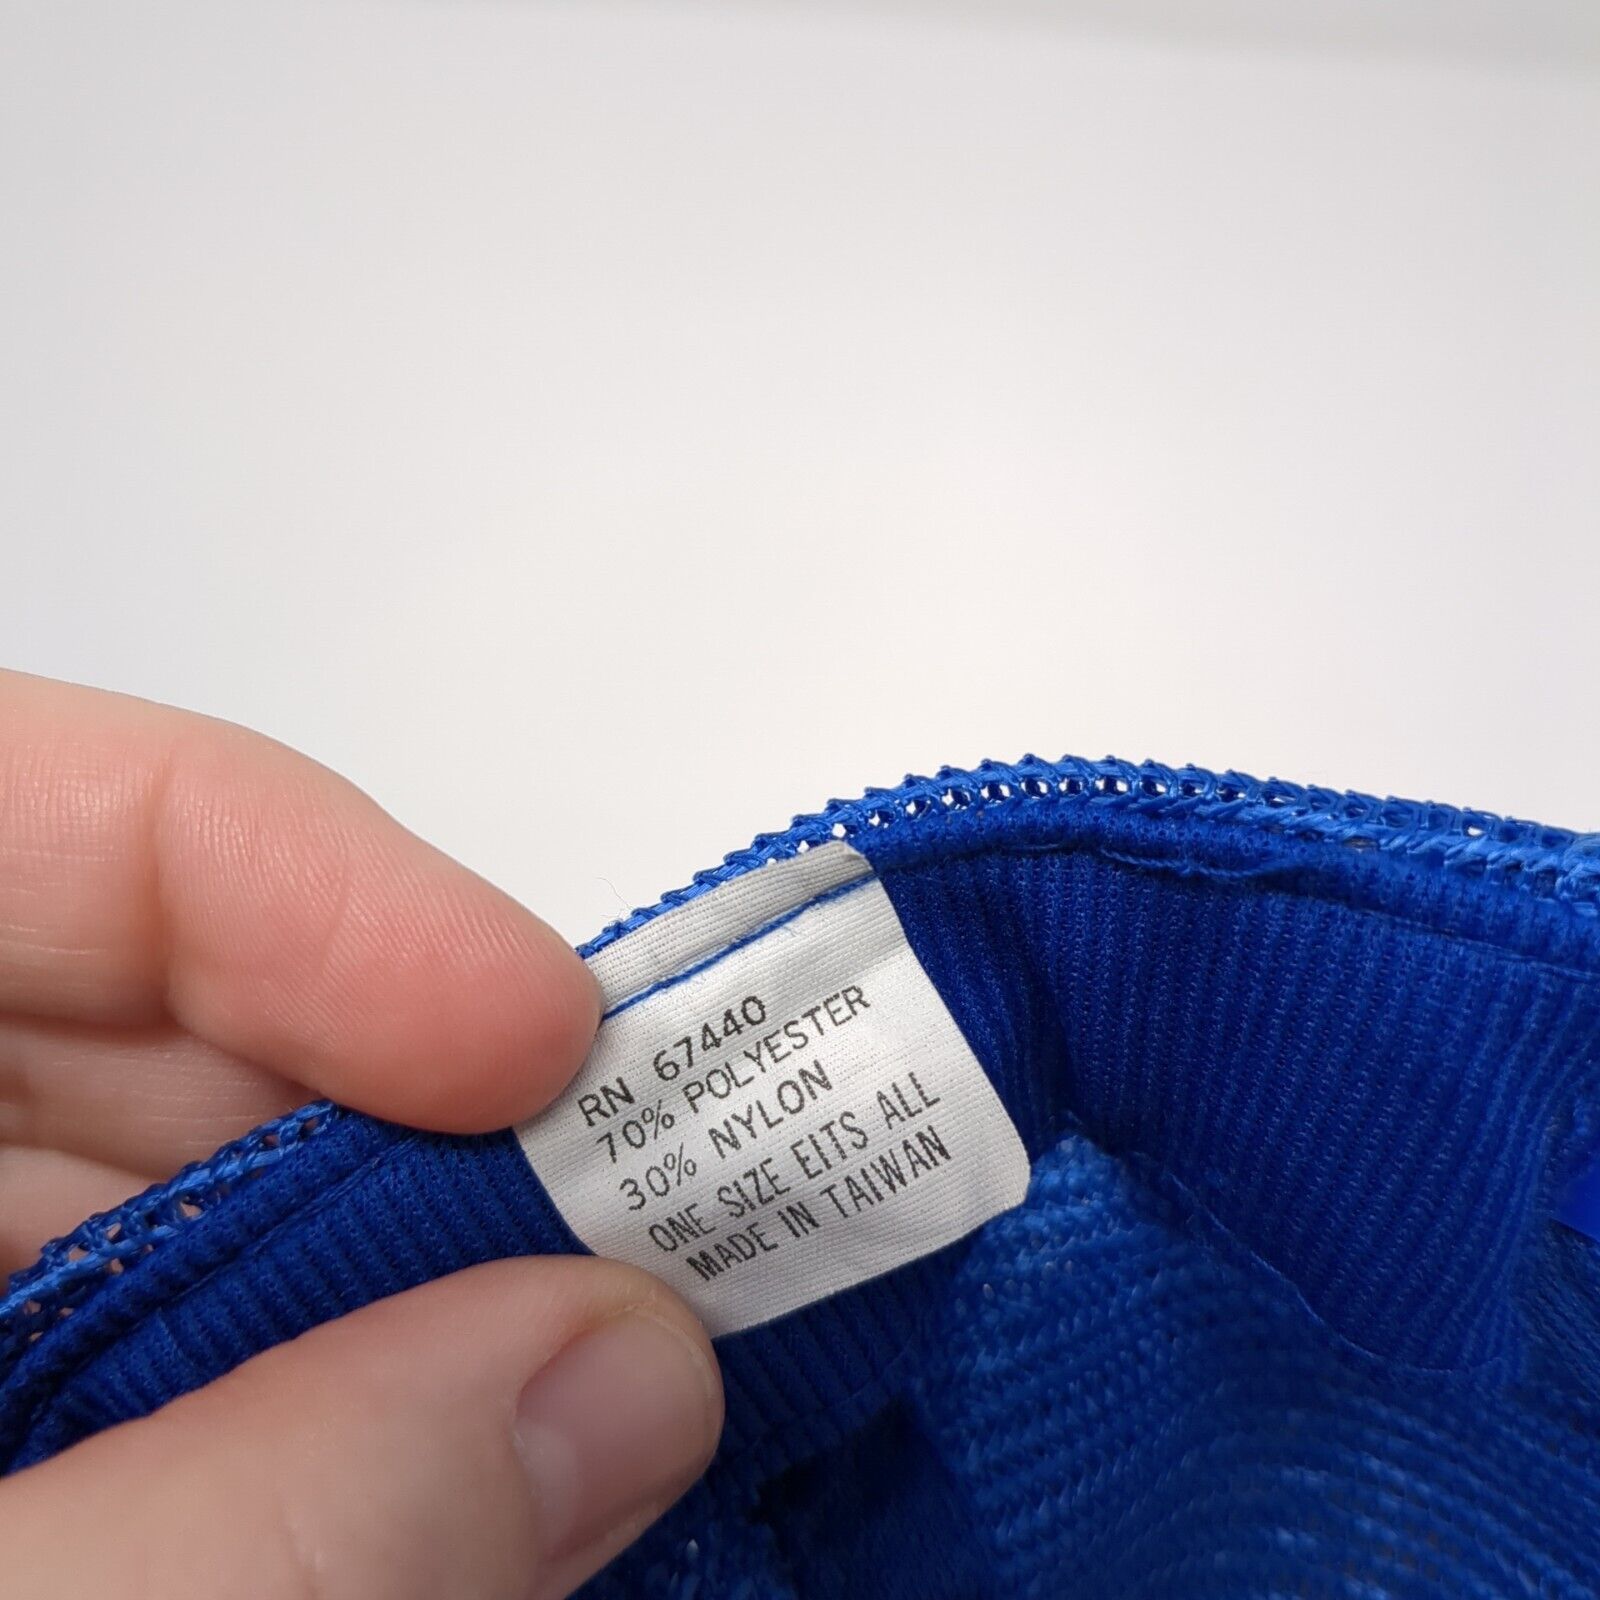 RN 67440
70% POLYESTER
30% NYLON
ONE SIZE EITS ALL
MADE IN TAIWAN